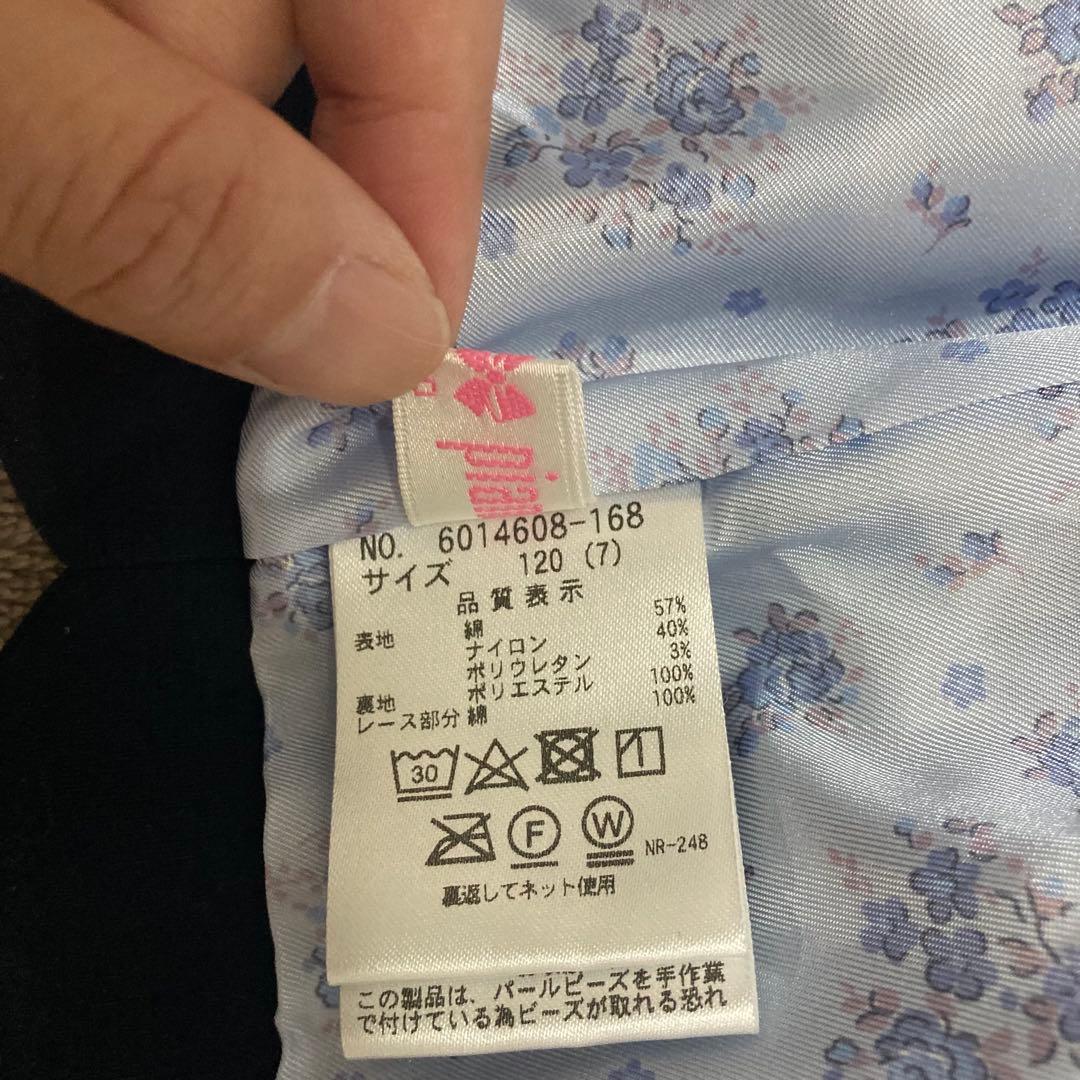 NO. 6014608-168
サイズ 120 (7)
品質表示
表地 綿 57%
ナイロン 40%
ポリウレタン 3%
裏地 ポリエステル 100%
レース部分 綿 100%
30
F W NR-248
裏返してネット使用
この製品は、パールビーズを手作業
で付けている為ビーズが取れる恐れ